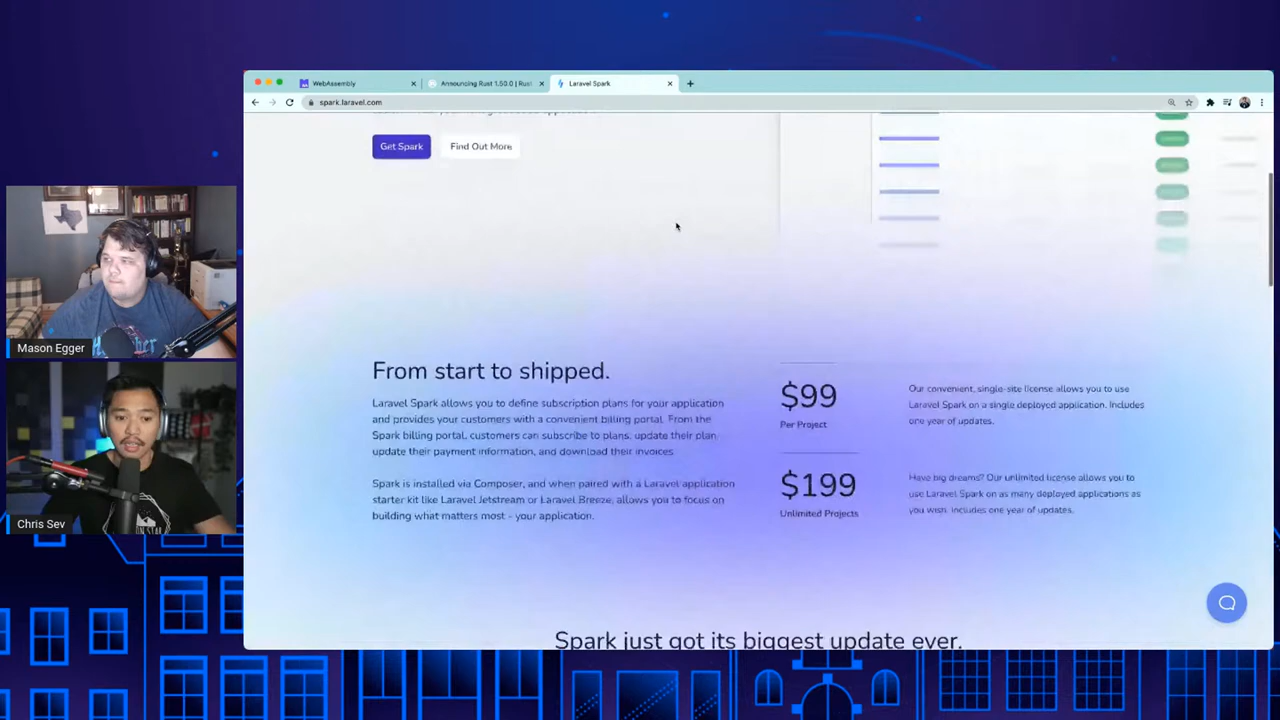 WebAssembly
Announcing Rust 1.50.0 | Rust
Laravel Spark
spark.laravel.com
Get Spark
Find Out More
Mason Egger
Chris Sev
From start to shipped.
Laravel Spark allows you to define subscription plans for your application
and provides your customers with a convenient billing portal. From the
Spark billing portal, customers can subscribe to plans, update their plan,
update their payment information, and download their invoices.
Spark is installed via Composer, and when paired with a Laravel application
starter kit like Laravel Jetstream or Laravel Breeze, allows you to focus on
building what matters most - your application.
$99
Per Project
Our convenient, single-site license allows you to use
Laravel Spark on a single deployed application. Includes
one year of updates.
$199
Unlimited Projects
Have big dreams? Our unlimited license allows you to
use Laravel Spark on as many deployed applications as
you wish. Includes one year of updates.
Spark just got its biggest update ever.